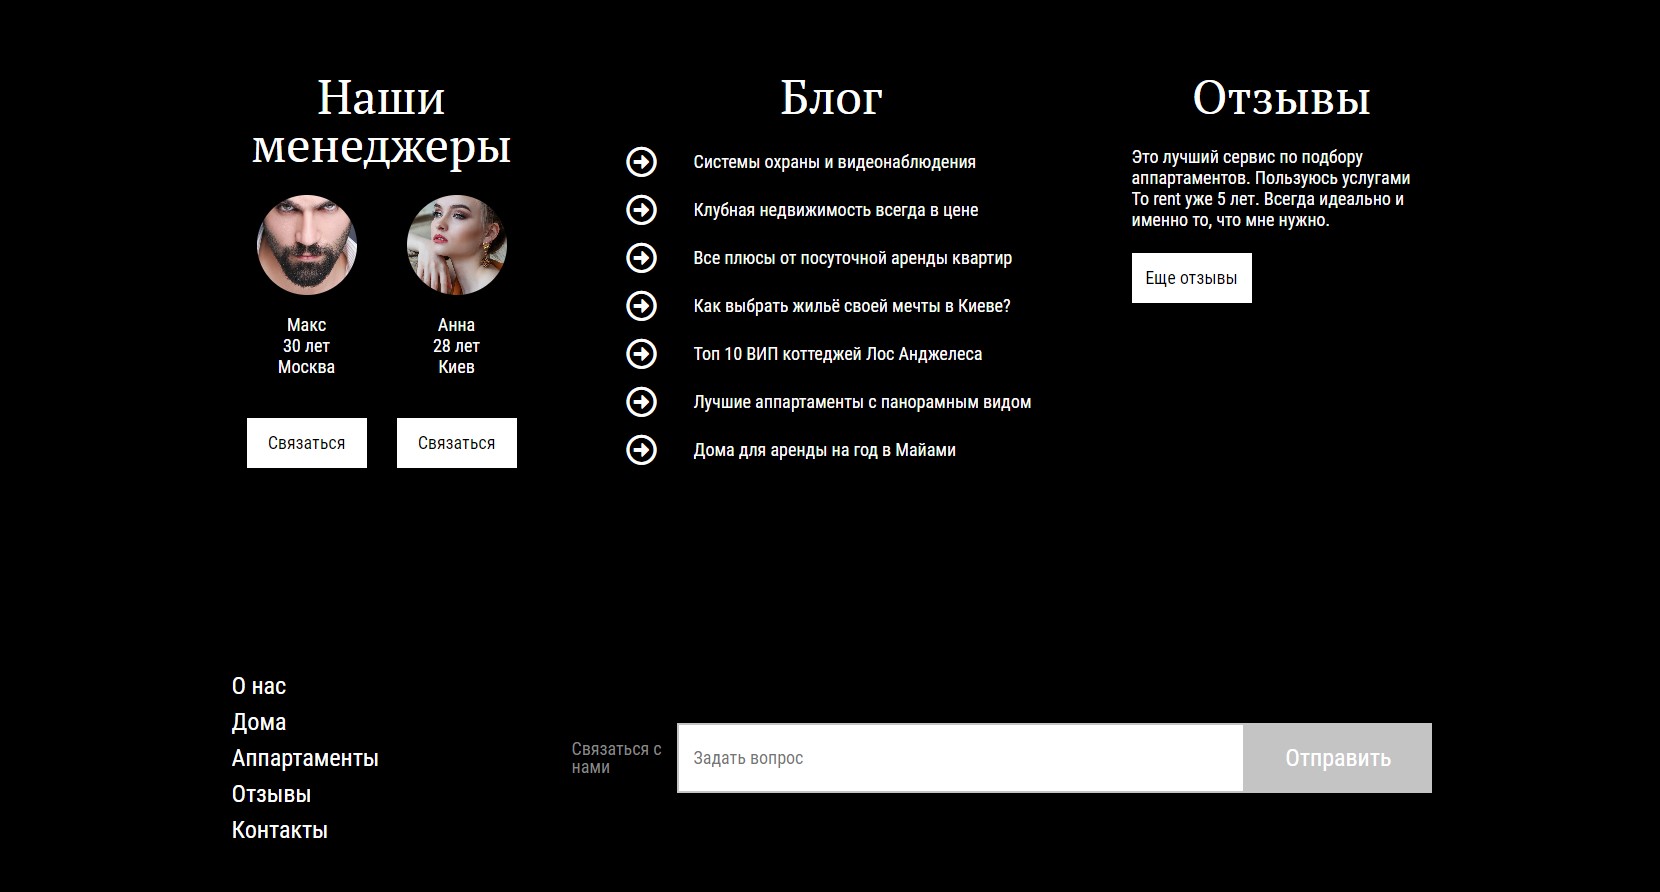 Наши
менеджеры
Макс
30 лет
Москва
Связаться
Анна
28 лет
Киев
Связаться
Блог
Системы охраны и видеонаблюдения
Клубная недвижимость всегда в цене
Все плюсы от посуточной аренды квартир
Как выбрать жильё своей мечты в Киеве?
Топ 10 ВИП коттеджей Лос Анджелеса
Лучшие аппартаменты с панорамным видом
Дома для аренды на год в Майами
Отзывы
Это лучший сервис по подбору
аппартаментов. Пользуюсь услугами
To rent уже 5 лет. Всегда идеально и
именно то, что мне нужно.
Еще отзывы
О нас
Дома
Аппартаменты
Отзывы
Контакты
Связаться с
нами
Задать вопрос
Отправить